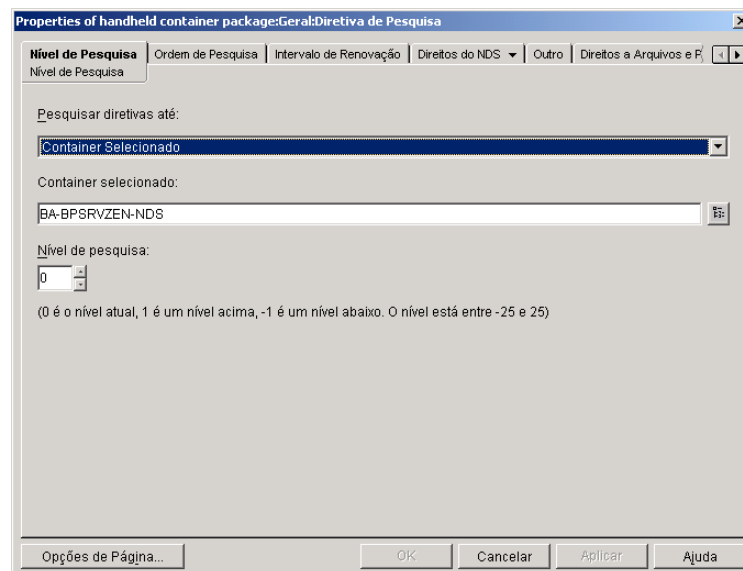 Properties of handheld container package:Geral:Diretiva de Pesquisa
Nível de Pesquisa Ordem de Pesquisa Intervalo de Renovação Direitos do NDS Outro Direitos a Arquivos e P
Nível de Pesquisa
Pesquisar diretivas até:
Container Selecionado
Container selecionado:
BA-BPSRVZEN-NDS
Nível de pesquisa:
0
(0 é o nível atual, 1 é um nível acima, -1 é um nível abaixo. O nível está entre -25 e 25)
Opções de Página... OK Cancelar Aplicar Ajuda